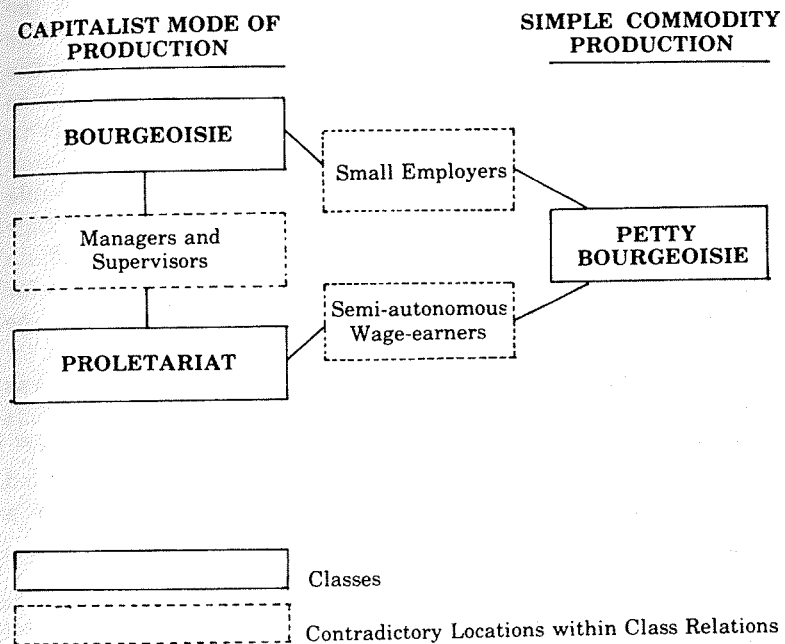 CAPITALIST MODE OF
PRODUCTION
SIMPLE COMMODITY
PRODUCTION
BOURGEOISIE
Small Employers
Managers and
Supervisors
PETTY
BOURGEOISIE
Semi-autonomous
Wage-earners
PROLETARIAT
Classes
Contradictory Locations within Class Relations